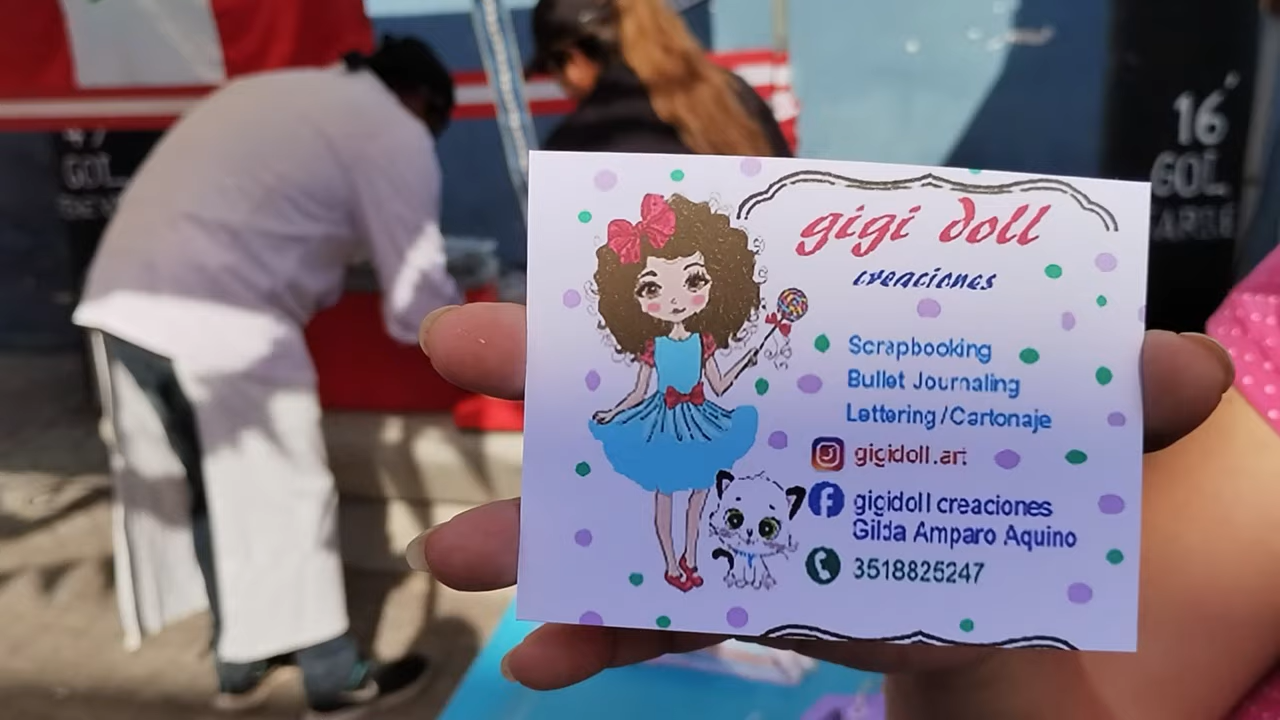 gigi doll
creaciones
Scrapbooking
Bullet Journaling
Lettering/Cartonaje
gigidoll.art
gigidoll creaciones
Gilda Amparo Aquino
3518825247
16
GOL
GOL